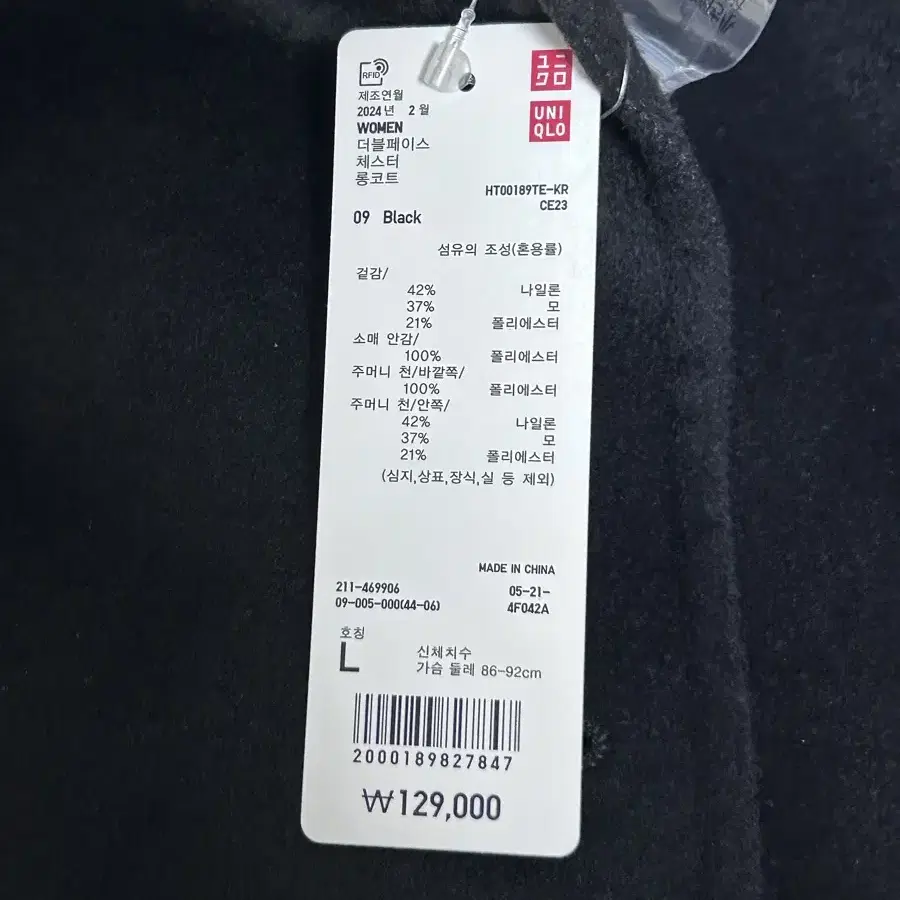 RFID
ユニ
クロ
UNI
QLO
제조연월
2024년 2월
WOMEN
더블페이스
체스터
롱코트
HT00189TE-KR
CE23
09 Black
섬유의 조성(혼용률)
겉감/
42% 나일론
37% 모
21% 폴리에스터
소매 안감/
100% 폴리에스터
주머니 천/바깥쪽/
100% 폴리에스터
주머니 천/안쪽/
42% 나일론
37% 모
21% 폴리에스터
(심지,상표,장식,실 등 제외)
MADE IN CHINA
211-469906 05-21-
09-005-000(44-06) 4F042A
호칭
L
신체치수
가슴 둘레 86-92cm
2000189827847
₩129,000